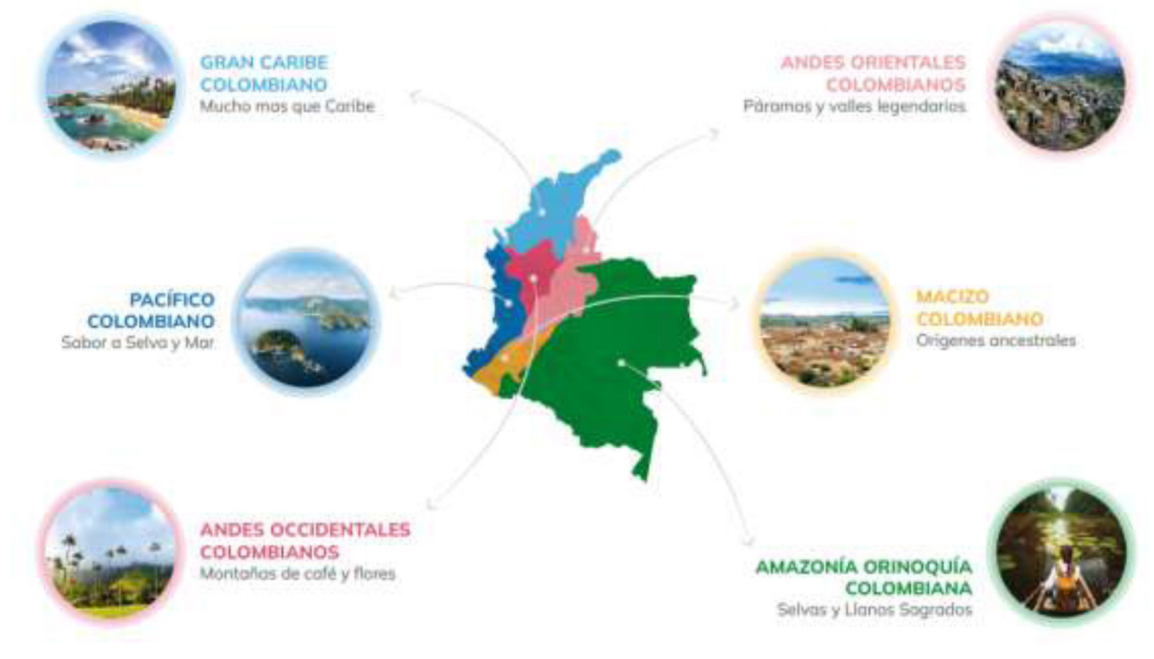 GRAN CARIBE
COLOMBIANO
Mucho mas que Caribe
ANDES ORIENTALES
COLOMBIANOS
Páramos y valles legendarios
PACÍFICO
COLOMBIANO
Sabor a Selva y Mar
MACIZO
COLOMBIANO
Orígenes ancestrales
ANDES OCCIDENTALES
COLOMBIANOS
Montañas de café y flores
AMAZONÍA ORINOQUÍA
COLOMBIANA
Selvas y Llanos Sagrados